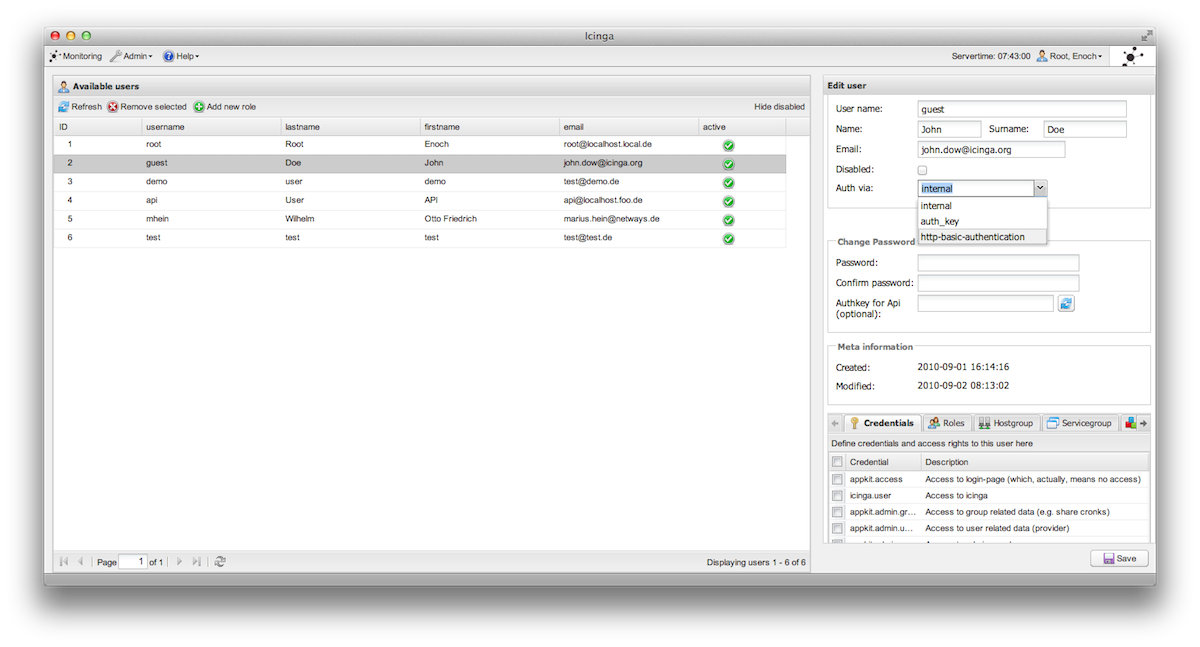 Icinga
Monitoring Admin Help Servertime: 07:43:00 Root, Enoch
Available users
Refresh Remove selected Add new role Hide disabled
ID username lastname firstname email active
1 root Root Enoch root@localhost.local.de
2 guest Doe John john.dow@icinga.org
3 demo user demo test@demo.de
4 api User API api@localhost.foo.de
5 mhein Wilhelm Otto Friedrich marius.hein@netways.de
6 test test test test@test.de
Page 1 of 1 Displaying users 1 - 6 of 6
Edit user
User name: guest
Name: John Surname: Doe
Email: john.dow@icinga.org
Disabled:
Auth via: internal
internal
auth_key
http-basic-authentication
Change Password
Password:
Confirm password:
Authkey for Api
(optional):
Meta information
Created: 2010-09-01 16:14:16
Modified: 2010-09-02 08:13:02
Credentials Roles Hostgroup Servicegroup
Define credentials and access rights to this user here
Credential Description
appkit.access Access to login-page (which, actually, means no access)
icinga.user Access to icinga
appkit.admin.gr... Access to group related data (e.g. share cronks)
appkit.admin.u... Access to user related data (provider)
Save